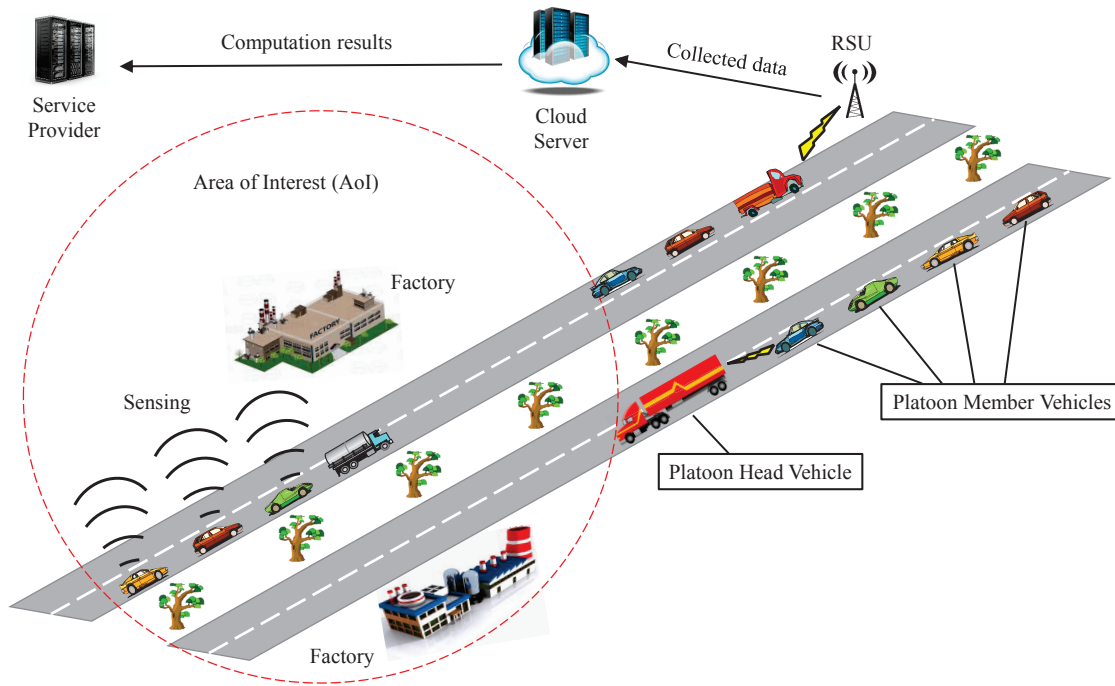 Computation results
RSU
Collected data
Service
Provider
Cloud
Server
Area of Interest (AoI)
Factory
FACTORY
Sensing
Platoon Member Vehicles
Platoon Head Vehicle
Factory